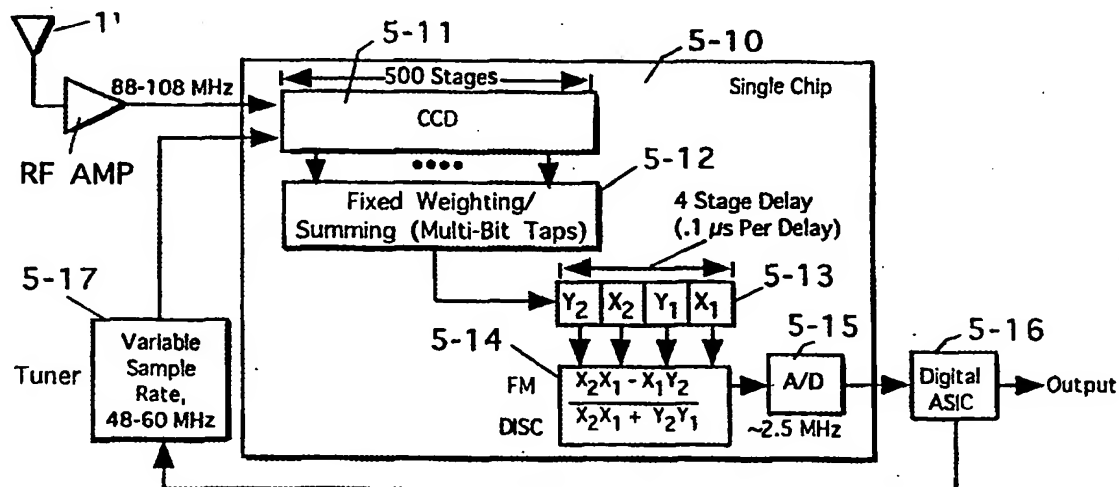 1'
5-11
5-10
88-108 MHz
500 Stages
Single Chip
CCD
RF AMP
5-12
Fixed Weighting/
Summing (Multi-Bit Taps)
4 Stage Delay
(.1 μs Per Delay)
5-17
5-13
Y2 X2 Y1 X1
Variable
Sample
Rate,
48-60 MHz
Tuner
5-14
5-15
5-16
FM
DISC
X2X1 - X1Y2
X2X1 + Y2Y1
A/D
~2.5 MHz
Digital
ASIC
Output